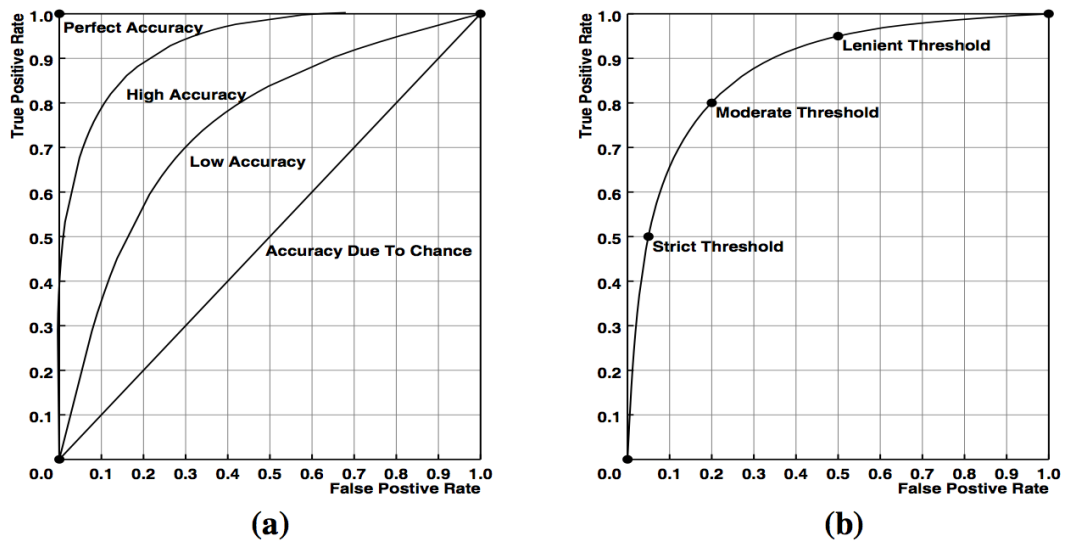 True Positive Rate
1.0
0.9
0.8
0.7
0.6
0.5
0.4
0.3
0.2
0.1
0.0
Perfect Accuracy
High Accuracy
Low Accuracy
Accuracy Due To Chance
0.1 0.2 0.3 0.4 0.5 0.6 0.7 0.8 0.9 1.0
False Postive Rate
(a)
True Positive Rate
1.0
0.9
0.8
0.7
0.6
0.5
0.4
0.3
0.2
0.1
0.0
Lenient Threshold
Moderate Threshold
Strict Threshold
0.1 0.2 0.3 0.4 0.5 0.6 0.7 0.8 0.9 1.0
False Postive Rate
(b)